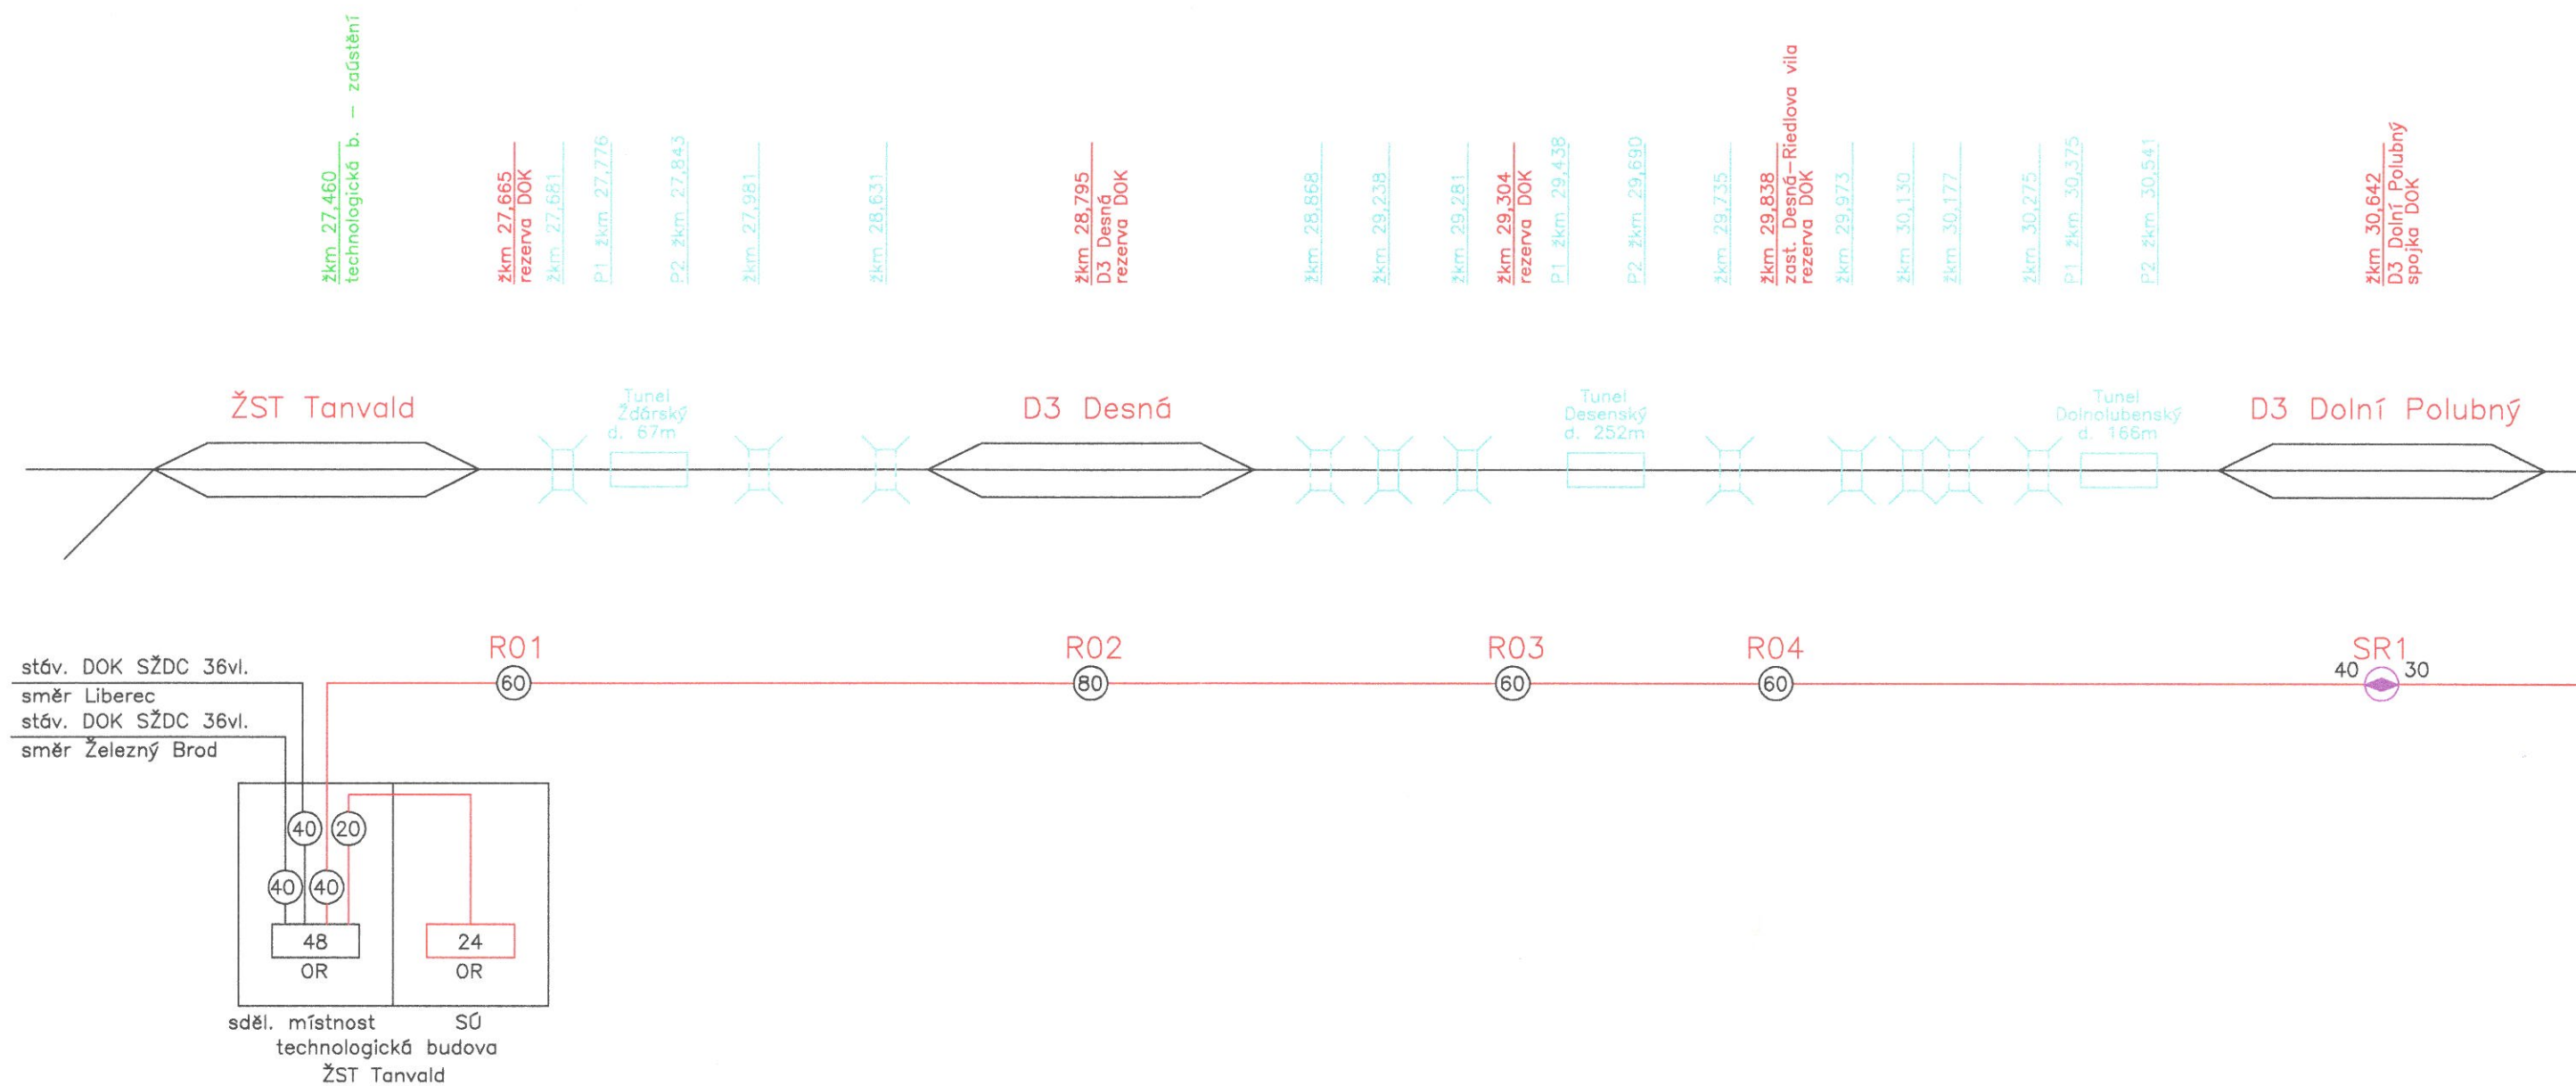 žkm 27,460
technologická b. – zaústění
žkm 27,665
rezerva DOK
žkm 27,681
P1 žkm 27,776
P2 žkm 27,843
žkm 27,981
žkm 28,631
žkm 28,795
D3 Desná
rezerva DOK
žkm 28,868
žkm 29,238
žkm 29,281
žkm 29,304
rezerva DOK
P1 žkm 29,438
P2 žkm 29,690
žkm 29,735
žkm 29,838
zast. Desná-Riedlova vila
rezerva DOK
žkm 29,973
žkm 30,130
žkm 30,177
žkm 30,275
P1 žkm 30,375
P2 žkm 30,541
žkm 30,642
D3 Dolní Polubný
spojka DOK
ŽST Tanvald
Tunel
Žďárský
d. 67m
D3 Desná
Tunel
Desenský
d. 252m
Tunel
Dolnolubenský
d. 166m
D3 Dolní Polubný
R01
R02
R03
R04
SR1
60
80
60
60
40
30
stáv. DOK SŽDC 36vl.
směr Liberec
stáv. DOK SŽDC 36vl.
směr Železný Brod
40
20
40
40
48
24
OR
OR
sděl. místnost
SÚ
technologická budova
ŽST Tanvald